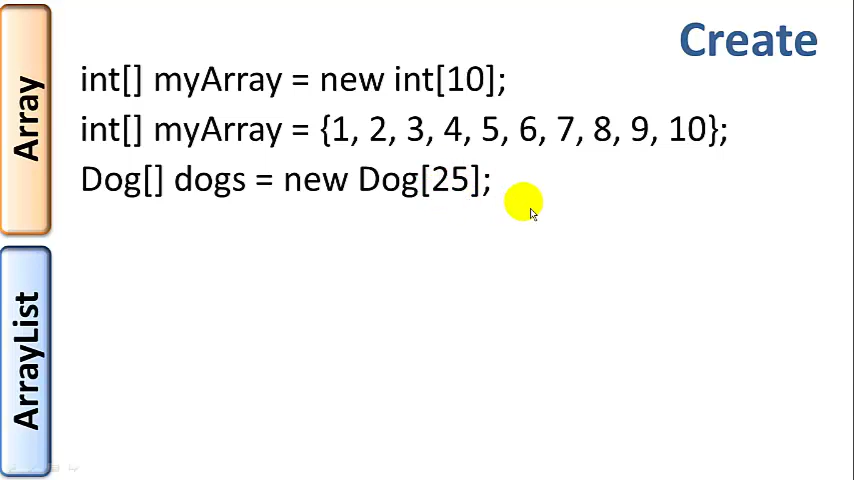 Create
Array
int[] myArray = new int[10];
int[] myArray = {1, 2, 3, 4, 5, 6, 7, 8, 9, 10};
Dog[] dogs = new Dog[25];
ArrayList